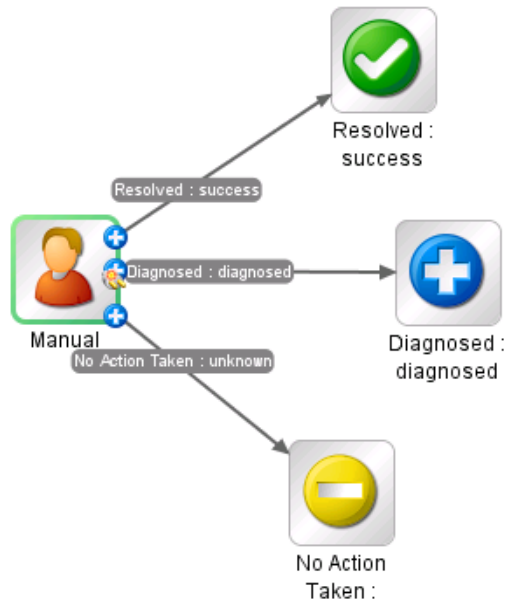 Resolved :
success
Resolved : success
Diagnosed : diagnosed
Manual
Diagnosed :
diagnosed
No Action Taken : unknown
No Action
Taken :